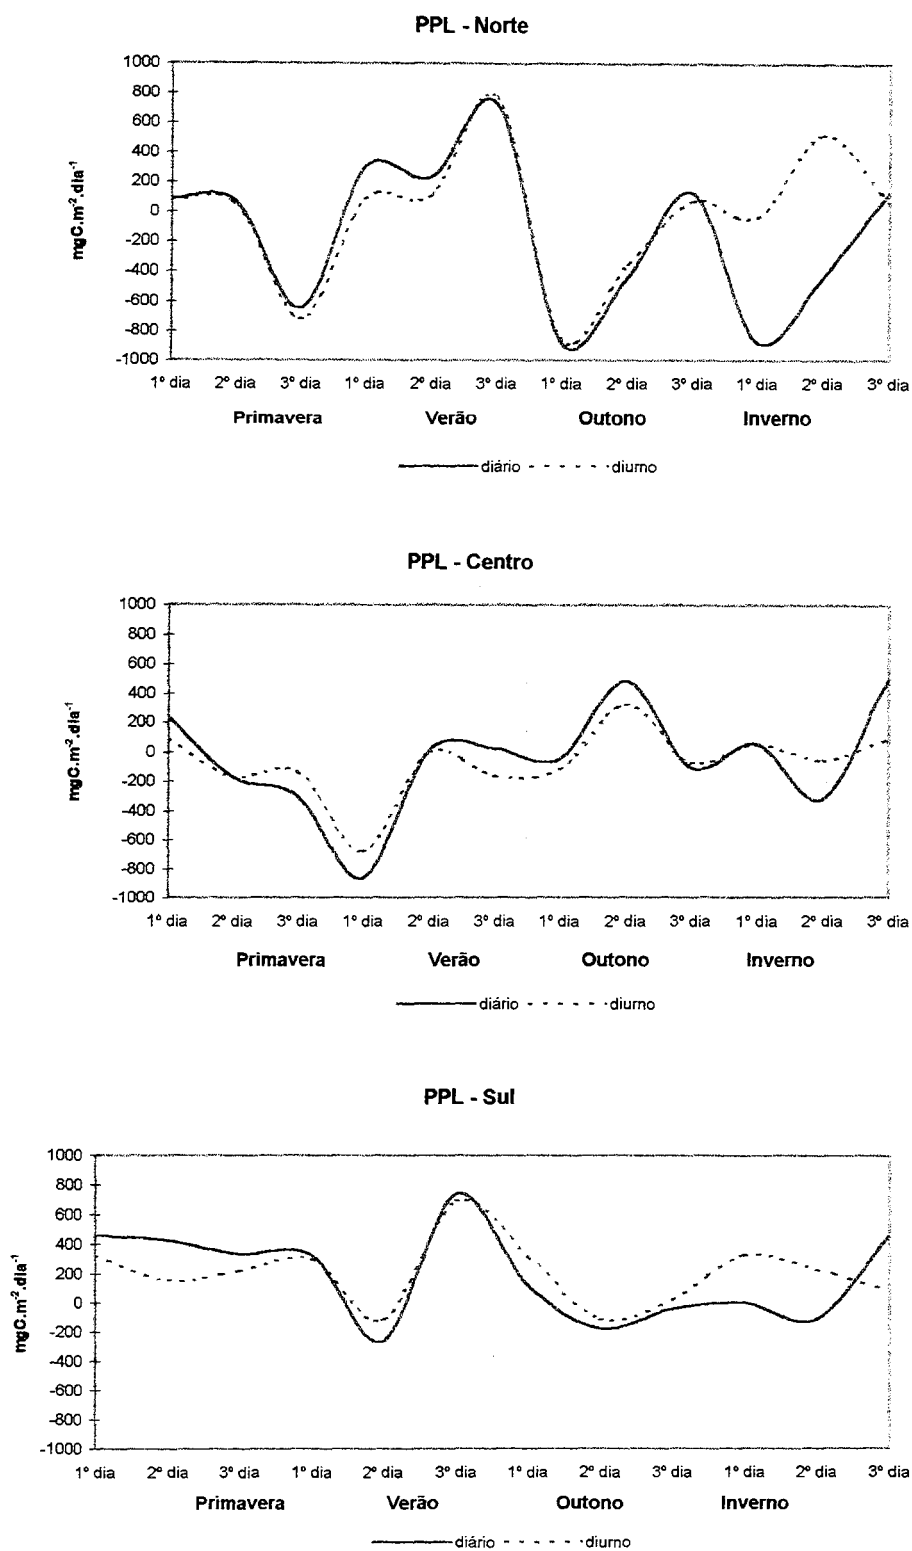 PPL - Norte
1000
800
600
400
200
0
-200
-400
-600
-800
-1000
mgC.m-2.dia-1
1º dia 2º dia 3º dia 1º dia 2º dia 3º dia 1º dia 2º dia 3º dia 1º dia 2º dia 3º dia
Primavera Verão Outono Inverno
diário diurno
PPL - Centro
1000
800
600
400
200
0
-200
-400
-600
-800
-1000
mgC.m-2.dia-1
1º dia 2º dia 3º dia 1º dia 2º dia 3º dia 1º dia 2º dia 3º dia 1º dia 2º dia 3º dia
Primavera Verão Outono Inverno
diário diurno
PPL - Sul
1000
800
600
400
200
0
-200
-400
-600
-800
-1000
mgC.m-2.dia-1
1º dia 2º dia 3º dia 1º dia 2º dia 3º dia 1º dia 2º dia 3º dia 1º dia 2º dia 3º dia
Primavera Verão Outono Inverno
diário diurno